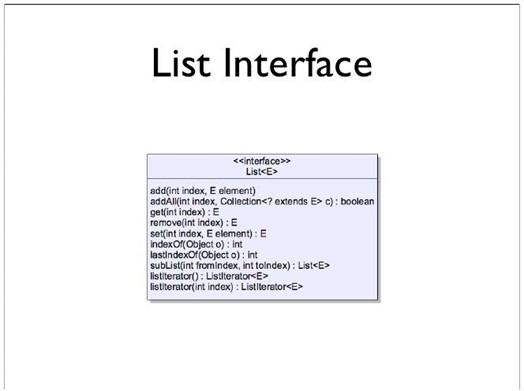 List Interface
<<interface>>
List<E>
add(int index, E element)
addAll(int index, Collection<? extends E> c) : boolean
get(int index) : E
remove(int index) : E
set(int index, E element) : E
indexOf(Object o) : int
lastIndexOf(Object o) : int
subList(int fromIndex, int toIndex) : List<E>
listIterator() : ListIterator<E>
listIterator(int index) : ListIterator<E>